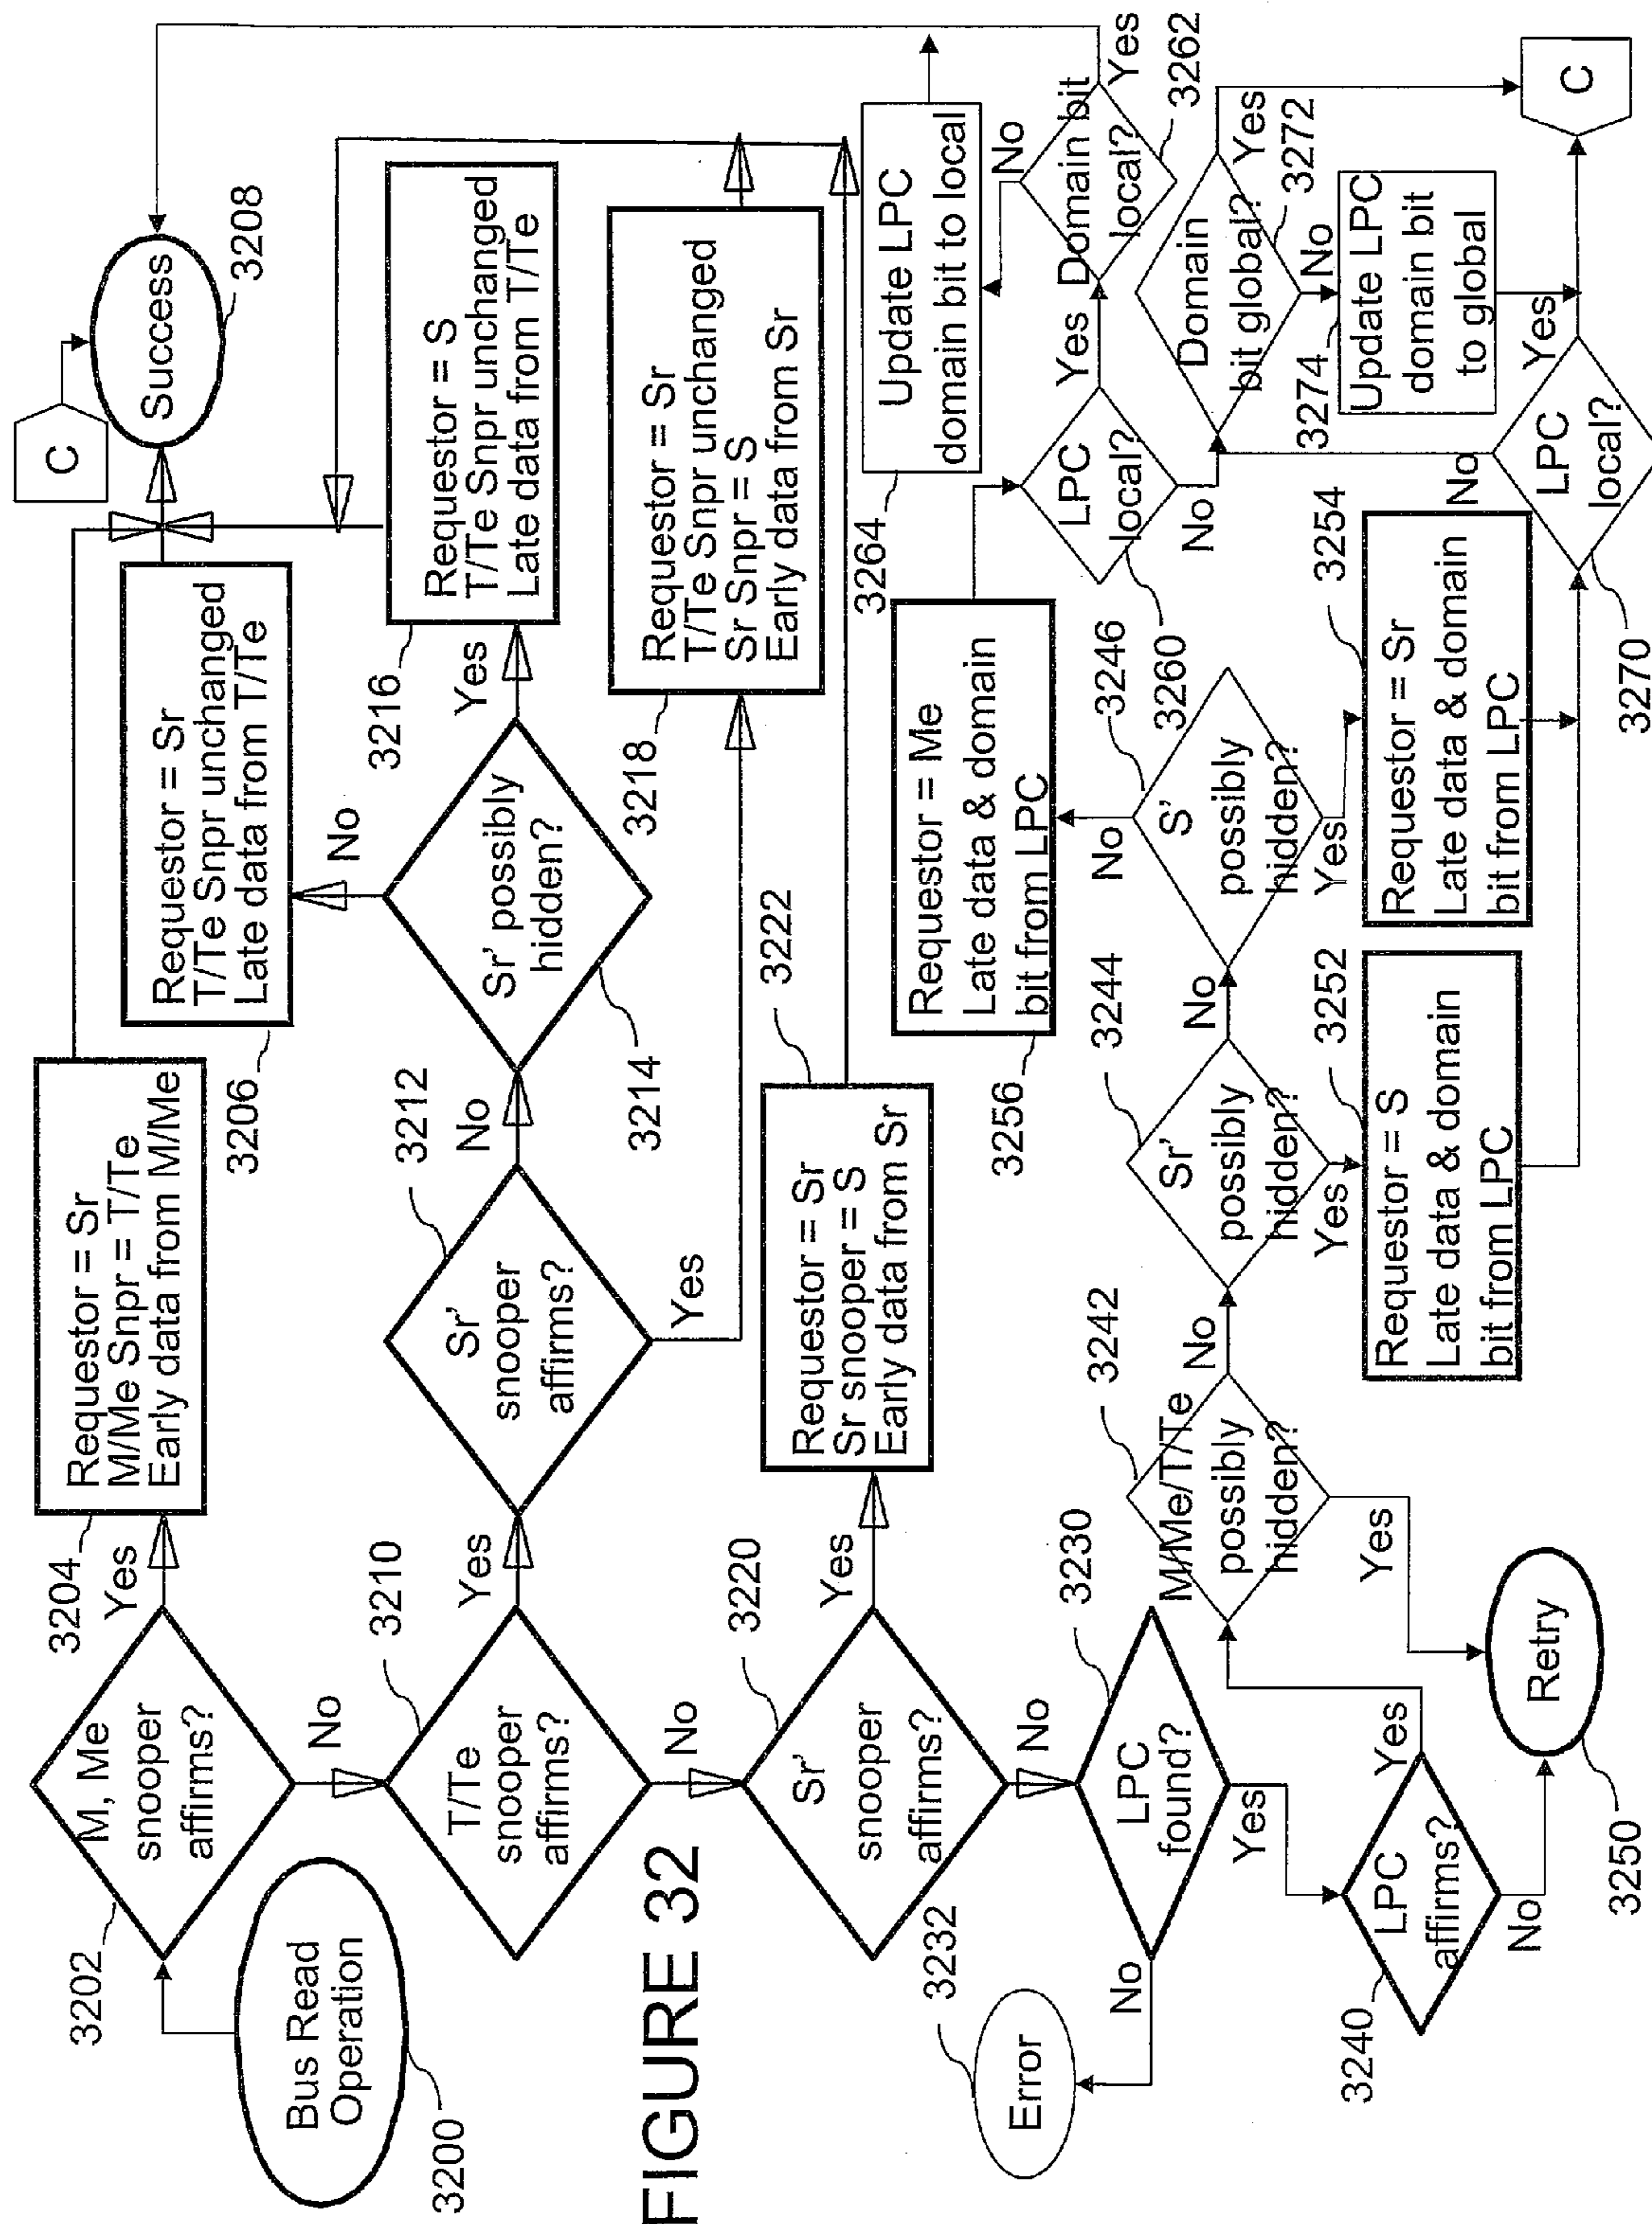 3202
M, Me
snooper
affirms?
Bus Read
Operation
3200
Yes
3204
Requestor = Sr
M/Me Snpr = T/Te
Early data from M/Me
No
3210
T/Te
snooper
affirms?
Yes
3212
Sr'
snooper
affirms?
No
Yes
3214
Sr' possibly
hidden?
No
3206
Requestor = Sr
T/Te Snpr unchanged
Late data from T/Te
C
Success
3208
Yes
3216
Requestor = S
T/Te Snpr unchanged
Late data from T/Te
3218
Requestor = Sr
T/Te Snpr unchanged
Sr Snpr = S
Early data from Sr
No
3220
Sr'
snooper
affirms?
Yes
3222
Requestor = Sr
Sr snooper = S
Early data from Sr
FIGURE 32
No
3230
LPC
found?
No
3232
Error
Yes
3240
LPC
affirms?
No
Yes
3250
Retry
3242
M/Me/T/Te
possibly
hidden?
Yes
No
3244
Sr'
possibly
hidden?
Yes
No
3252
Requestor = S
Late data & domain
bit from LPC
3246
S'
possibly
hidden?
No
Yes
3254
Requestor = Sr
Late data & domain
bit from LPC
3256
Requestor = Me
Late data & domain
bit from LPC
3260
LPC
local?
Yes
No
3262
Domain bit
local?
No
Yes
3264
Update LPC
domain bit to local
3270
LPC
local?
No
Yes
3272
Domain
bit global?
Yes
No
3274
Update LPC
domain bit
to global
C